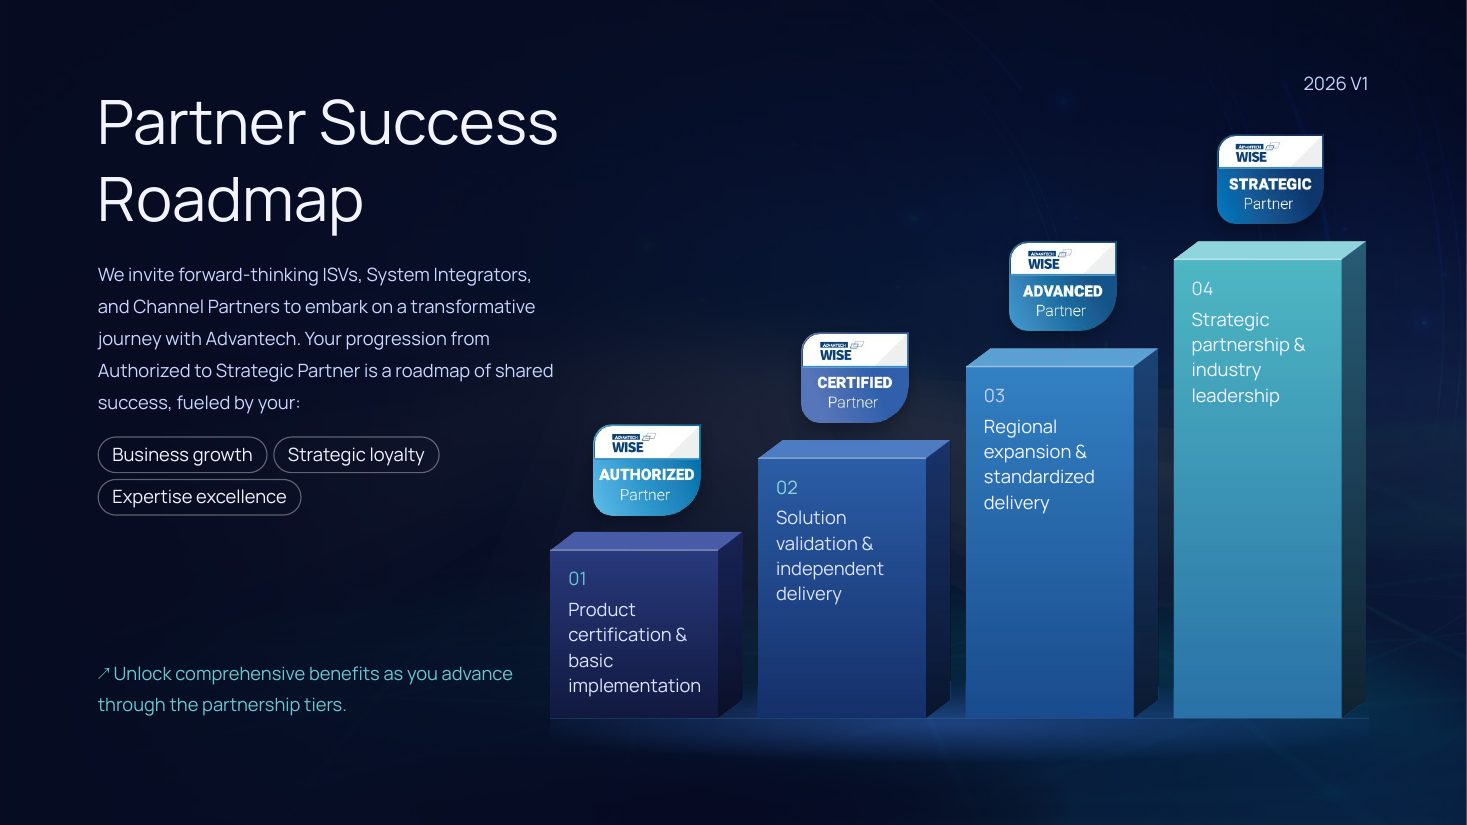 2026 V1
Partner Success
Roadmap
We invite forward-thinking ISVs, System Integrators,
and Channel Partners to embark on a transformative
journey with Advantech. Your progression from
Authorized to Strategic Partner is a roadmap of shared
success, fueled by your:
Business growth
Strategic loyalty
Expertise excellence
↗ Unlock comprehensive benefits as you advance
through the partnership tiers.
ADVANTECH
WISE
AUTHORIZED
Partner
01
Product
certification &
basic
implementation
ADVANTECH
WISE
CERTIFIED
Partner
02
Solution
validation &
independent
delivery
ADVANTECH
WISE
ADVANCED
Partner
03
Regional
expansion &
standardized
delivery
ADVANTECH
WISE
STRATEGIC
Partner
04
Strategic
partnership &
industry
leadership